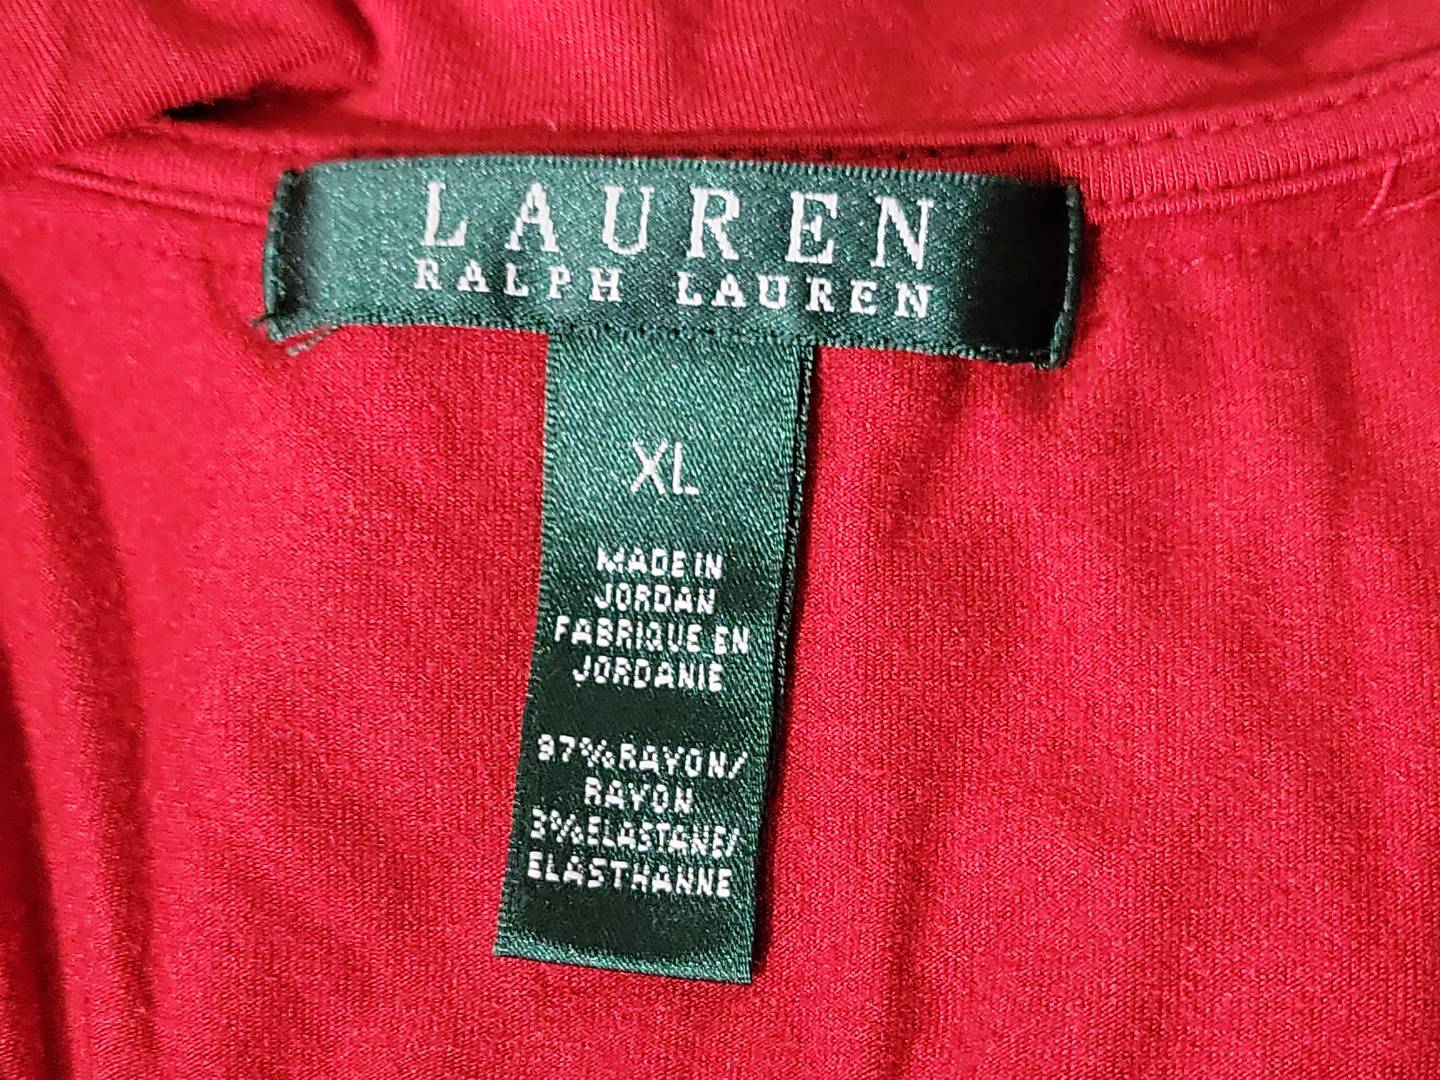 LAUREN
RALPH LAUREN
XL
MADE IN
JORDAN
FABRIQUE EN
JORDANIE
97%RAYON/
RAYON
3%ELASTANE/
ELASTHANNE